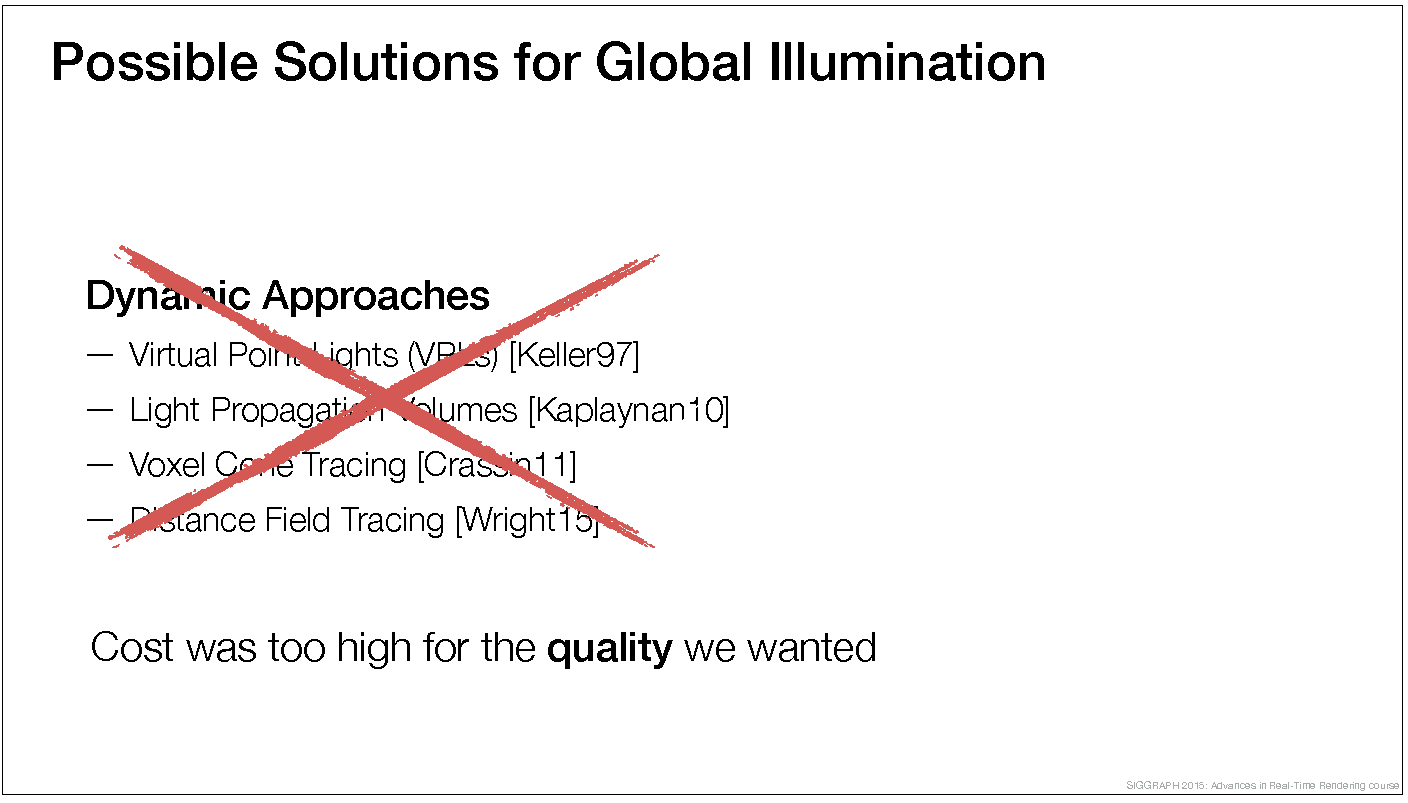 Possible Solutions for Global Illumination
Dynamic Approaches
— Virtual Point Lights (VPLs) [Keller97]
— Light Propagation Volumes [Kaplaynan10]
— Voxel Cone Tracing [Crassin11]
— Distance Field Tracing [Wright15]
Cost was too high for the quality we wanted
SIGGRAPH 2015: Advances in Real-Time Rendering course